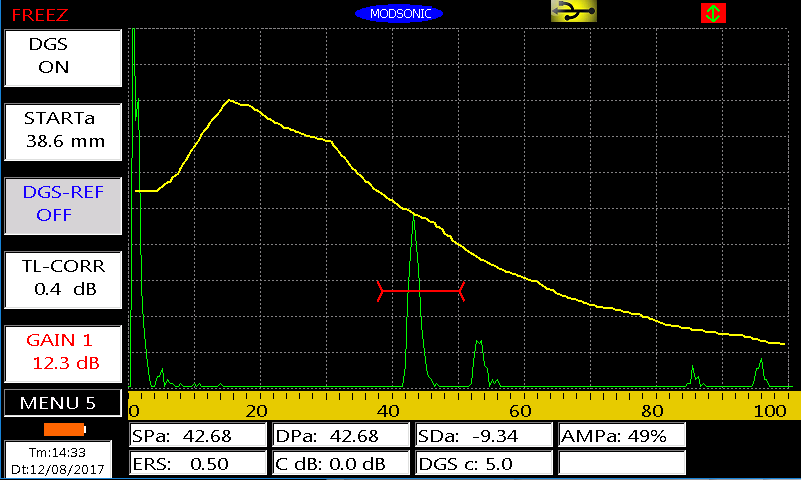 FREEZ
MODSONIC
DGS
ON
STARTa
38.6 mm
DGS-REF
OFF
TL-CORR
0.4 dB
GAIN 1
12.3 dB
MENU 5
0 20 40 60 80 100
SPa: 42.68
DPa: 42.68
SDa: -9.34
AMPa: 49%
ERS: 0.50
C dB: 0.0 dB
DGS c: 5.0
Tm:14:33
Dt:12/08/2017